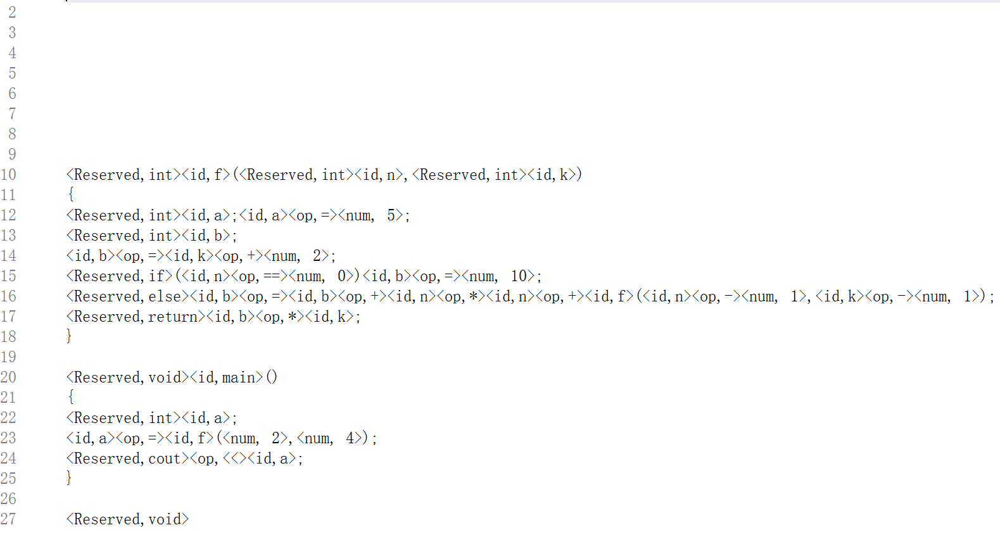 2
3
4
5
6
7
8
9
10 <Reserved,int><id,f>(<Reserved,int><id,n>,<Reserved,int><id,k>)
11 {
12 <Reserved,int><id,a>;<id,a><op,=><num, 5>;
13 <Reserved,int><id,b>;
14 <id,b><op,=><id,k><op,+><num, 2>;
15 <Reserved,if>(<id,n><op,==><num, 0>)<id,b><op,=><num, 10>;
16 <Reserved,else><id,b><op,=><id,b><op,+><id,n><op,*><id,n><op,+><id,f>(<id,n><op,-><num, 1>,<id,k><op,-><num, 1>);
17 <Reserved,return><id,b><op,*><id,k>;
18 }
19
20 <Reserved,void><id,main>()
21 {
22 <Reserved,int><id,a>;
23 <id,a><op,=><id,f>(<num, 2>,<num, 4>);
24 <Reserved,cout><op,<<><id,a>;
25 }
26
27 <Reserved,void>